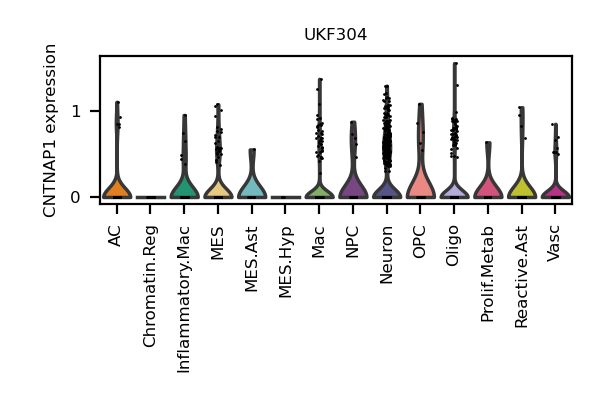 UKF304
CNTNAP1 expression
1
0
AC
Chromatin.Reg
Inflammatory.Mac
MES
MES.Ast
MES.Hyp
Mac
NPC
Neuron
OPC
Oligo
Prolif.Metab
Reactive.Ast
Vasc